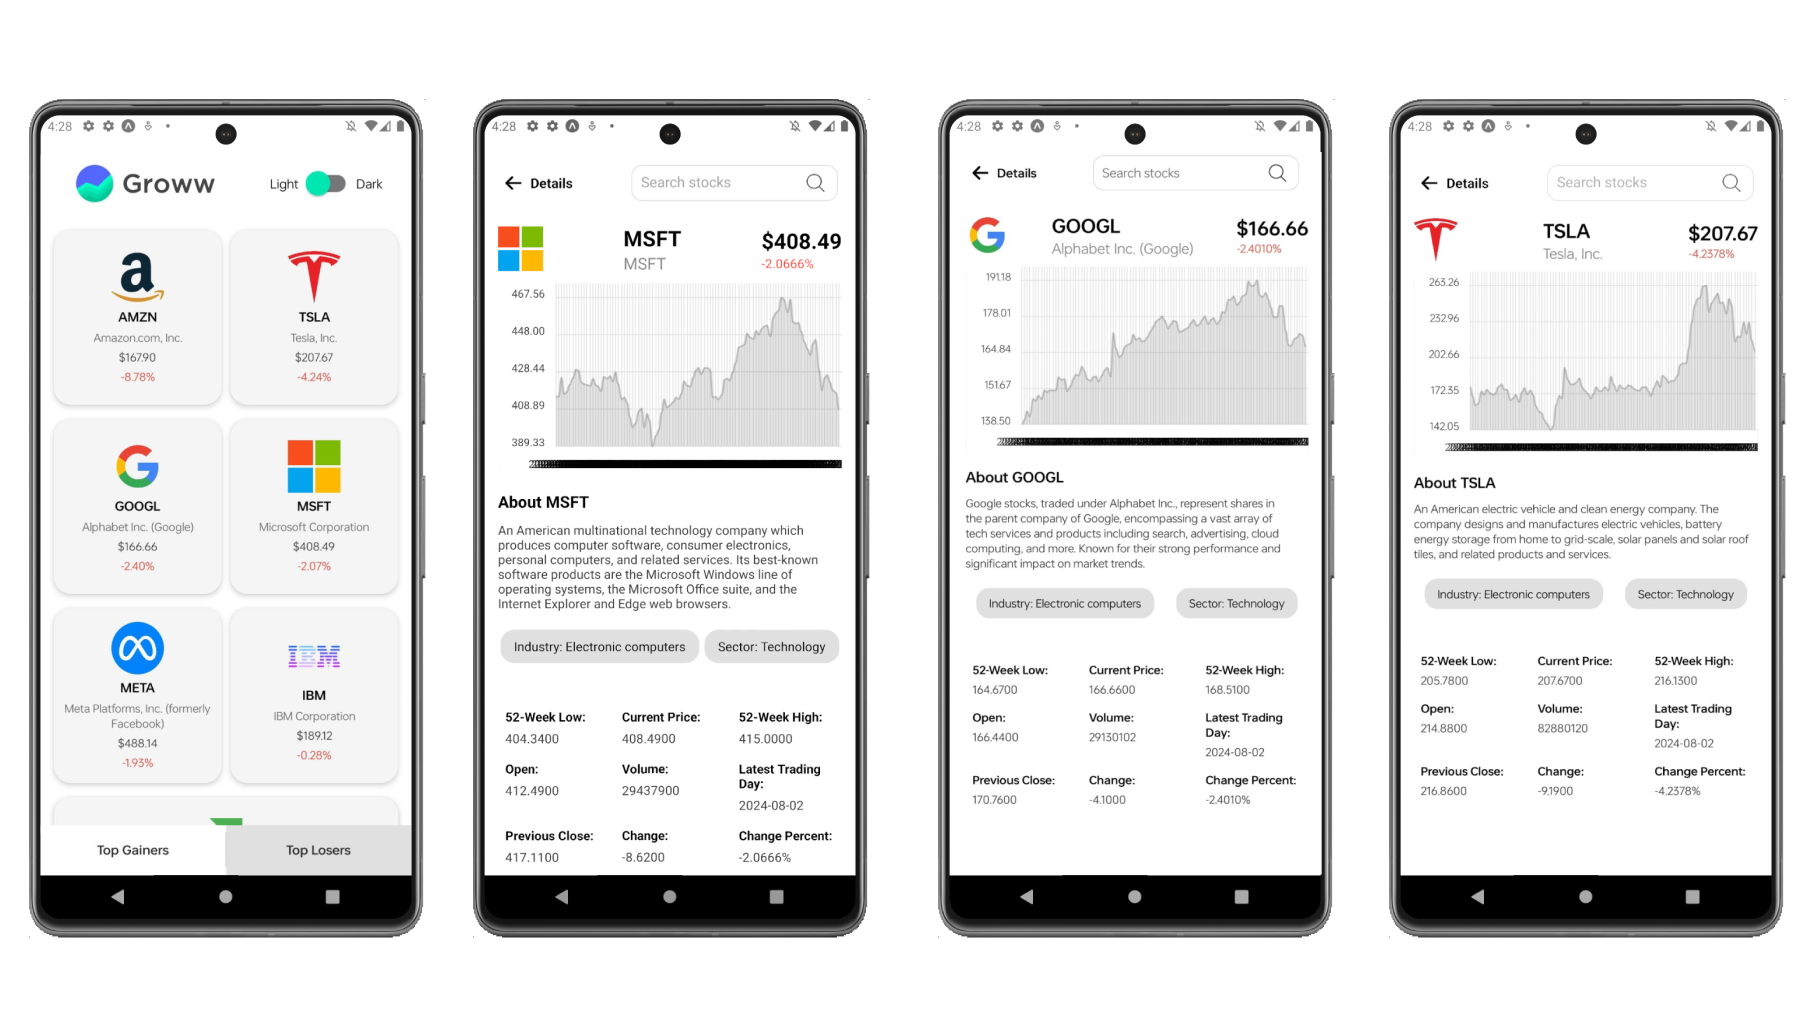 4:28
Groww
Light Dark
AMZN
Amazon.com, Inc.
$167.90
-8.78%
TSLA
Tesla, Inc.
$207.67
-4.24%
GOOGL
Alphabet Inc. (Google)
$166.66
-2.40%
MSFT
Microsoft Corporation
$408.49
-2.07%
META
Meta Platforms, Inc. (formerly
Facebook)
$488.14
-1.93%
IBM
IBM
IBM Corporation
$189.12
-0.28%
Top Gainers
Top Losers
4:28
Details
Search stocks
MSFT
MSFT
$408.49
-2.0666%
467.56
448.00
428.44
408.89
389.33
About MSFT
An American multinational technology company which
produces computer software, consumer electronics,
personal computers, and related services. Its best-known
software products are the Microsoft Windows line of
operating systems, the Microsoft Office suite, and the
Internet Explorer and Edge web browsers.
Industry: Electronic computers
Sector: Technology
52-Week Low: Current Price: 52-Week High:
404.3400 408.4900 415.0000
Open: Volume: Latest Trading
Day:
412.4900 29437900
2024-08-02
Previous Close: Change: Change Percent:
417.1100 -8.6200 -2.0666%
4:28
Details
Search stocks
GOOGL
Alphabet Inc. (Google)
$166.66
-2.4010%
191.18
178.01
164.84
151.67
138.50
About GOOGL
Google stocks, traded under Alphabet Inc., represent shares in
the parent company of Google, encompassing a vast array of
tech services and products including search, advertising, cloud
computing, and more. Known for their strong performance and
significant impact on market trends.
Industry: Electronic computers
Sector: Technology
52-Week Low: Current Price: 52-Week High:
164.6700 166.6600 168.5100
Open: Volume: Latest Trading
Day:
166.4400 29130102
2024-08-02
Previous Close: Change: Change Percent:
170.7600 -4.1000 -2.4010%
4:28
Details
Search stocks
TSLA
Tesla, Inc.
$207.67
-4.2378%
263.26
232.96
202.66
172.35
142.05
About TSLA
An American electric vehicle and clean energy company. The
company designs and manufactures electric vehicles, battery
energy storage from home to grid-scale, solar panels and solar roof
tiles, and related products and services.
Industry: Electronic computers
Sector: Technology
52-Week Low: Current Price: 52-Week High:
205.7800 207.6700 216.1300
Open: Volume: Latest Trading
Day:
214.8800 82880120
2024-08-02
Previous Close: Change: Change Percent:
216.8600 -9.1900 -4.2378%